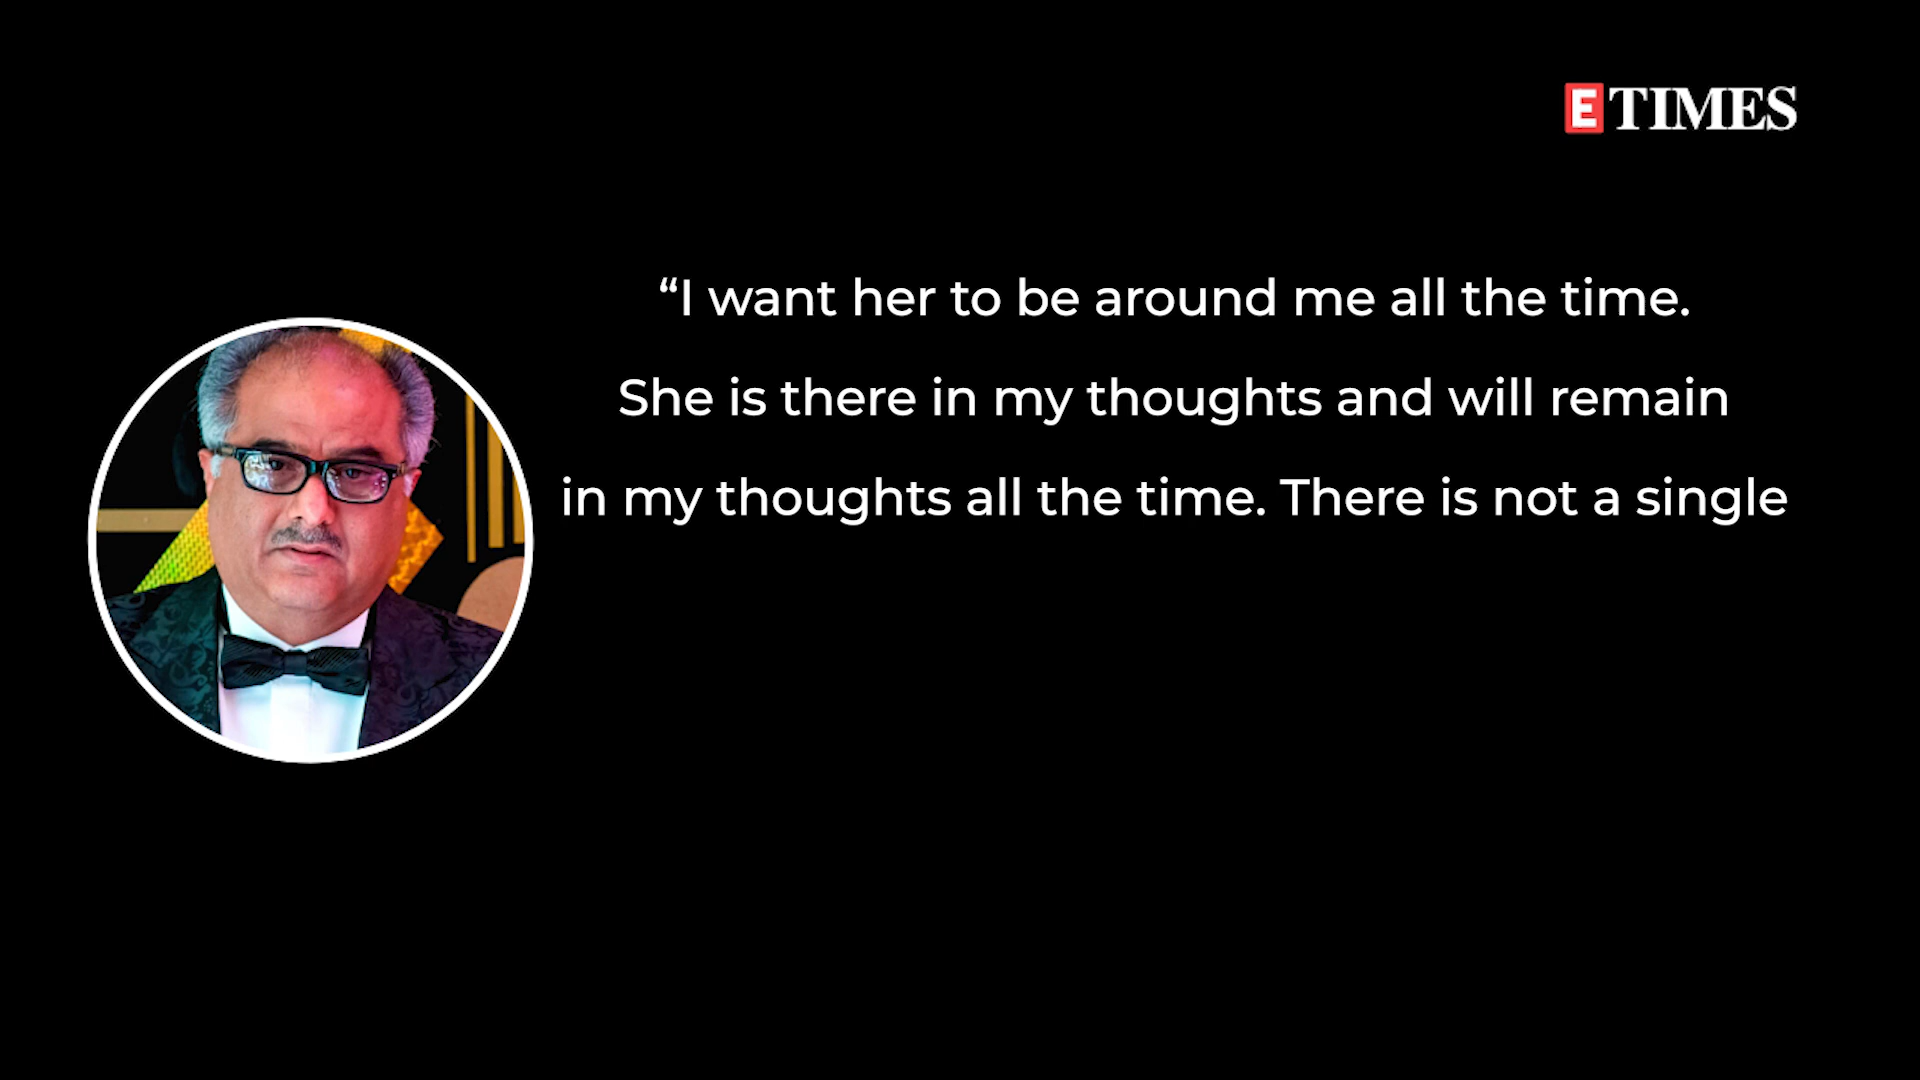 E TIMES
“I want her to be around me all the time.
She is there in my thoughts and will remain
in my thoughts all the time. There is not a single